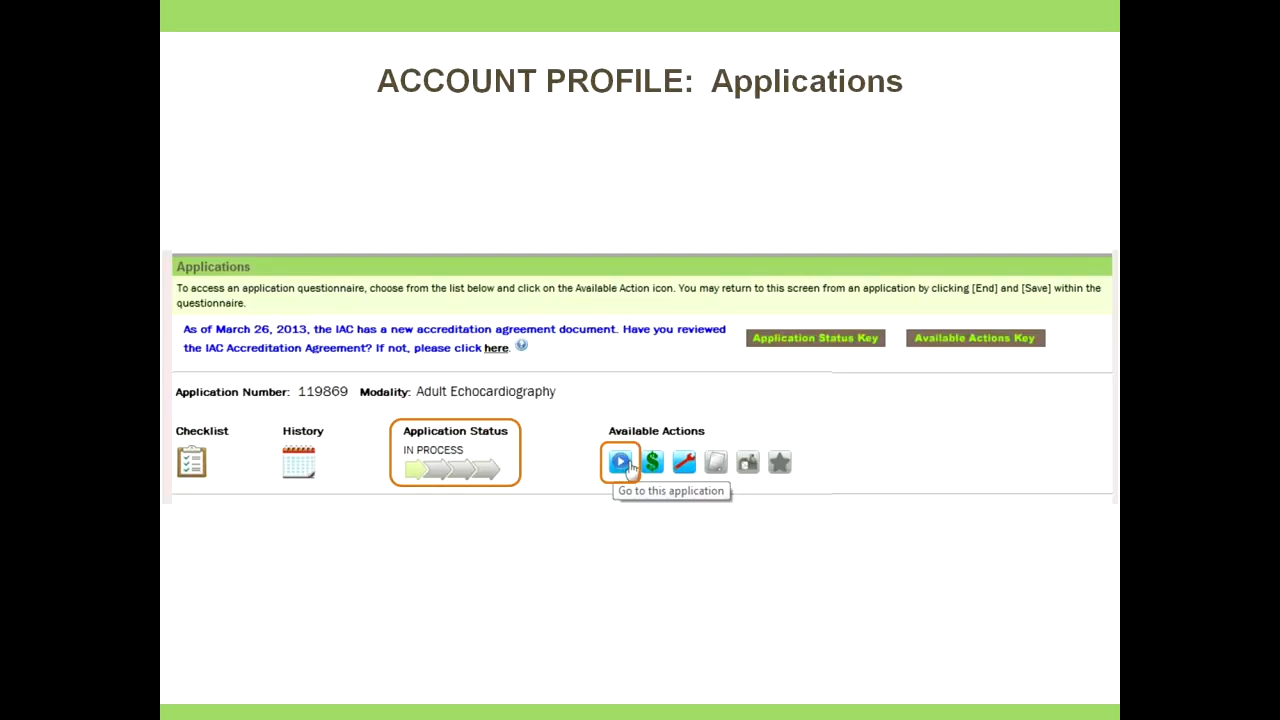 ACCOUNT PROFILE:  Applications
Applications
To access an application questionnaire, choose from the list below and click on the Available Action icon. You may return to this screen from an application by clicking [End] and [Save] within the
questionnaire.
As of March 26, 2013, the IAC has a new accreditation agreement document. Have you reviewed
the IAC Accreditation Agreement? If not, please click here.
Application Status Key
Available Actions Key
Application Number: 119869 Modality: Adult Echocardiography
Checklist
History
Application Status
IN PROCESS
Available Actions
Go to this application